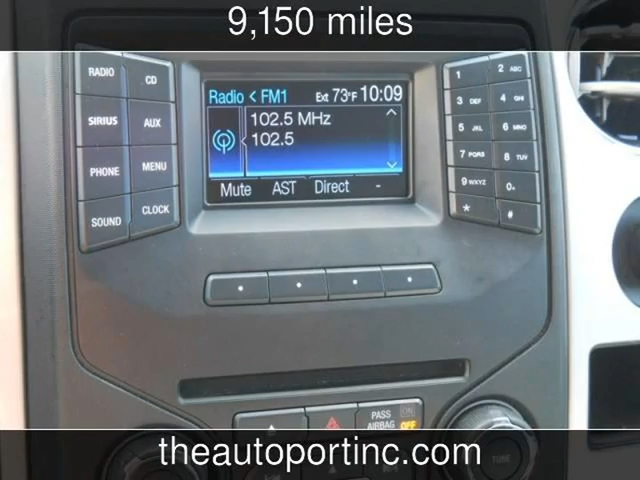 9,150 miles
RADIO CD
SIRIUS AUX
PHONE MENU
SOUND CLOCK
Radio < FM1 Ext 73°F 10:09
102.5 MHz
102.5
Mute AST Direct -
1 2 ABC
3 DEF 4 GHI
5 JKL 6 MNO
7 PQRS 8 TUV
9 WXYZ 0
* #
PASS
AIRBAG
ON
OFF
TUNE
theautoportinc.com